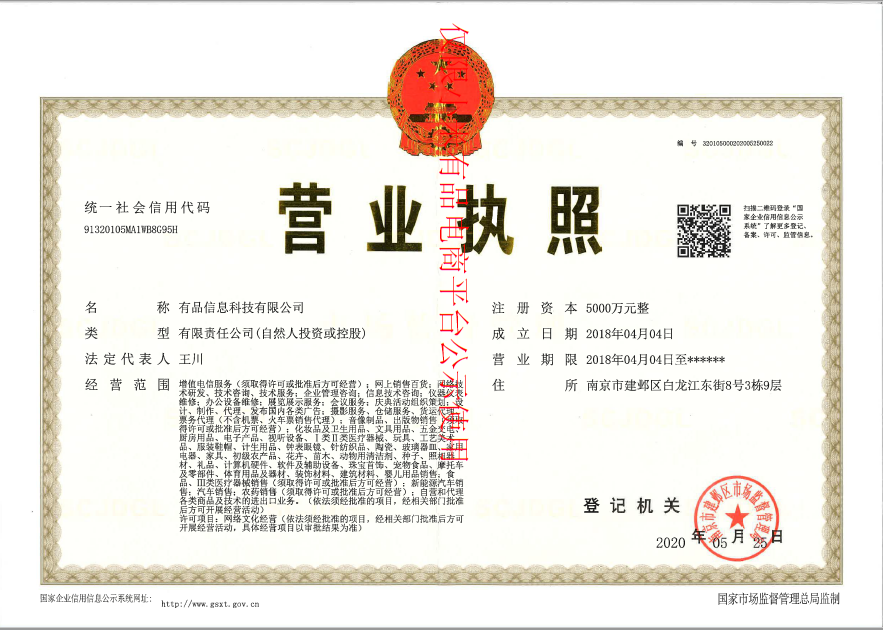 编 号 320105000202005250022
统一社会信用代码
91320105MA1WB8G95H
营业执照
扫描二维码登录“国
家企业信用信息公示
系统”了解更多登记、
备案、许可、监管信息。
名 称 有品信息科技有限公司
类 型 有限责任公司(自然人投资或控股)
法定代表人 王川
经营范围 增值电信服务(须取得许可或批准后方可经营);网上销售百货;网络技
术研发、技术咨询、技术服务;企业管理咨询;信息技术咨询;仪器仪表
维修;办公设备维修;展览展示服务;会议服务;庆典活动组织策划;设
计、制作、代理、发布国内各类广告;摄影服务、仓储服务、货运代理、
票务代理(不含机票、火车票销售代理);音像制品、出版物销售(须取
得许可或批准后方可经营);化妆品及卫生用品、文具用品、五金交电、
厨房用品、电子产品、视听设备、Ⅰ类Ⅱ类医疗器械、玩具、工艺美术
品、服装鞋帽、计生用品、钟表眼镜、针纺织品、陶瓷、玻璃器皿、家用
电器、家具、初级农产品、花卉、苗木、动物用清洁剂、种子、照相器
材、礼品、计算机硬件、软件及辅助设备、珠宝首饰、宠物食品、摩托车
及零部件、体育用品及器材、装饰材料、建筑材料、婴儿用品销售;食
品、Ⅲ类医疗器械销售(须取得许可或批准后方可经营);新能源汽车销
售;汽车销售;农药销售(须取得许可或批准后方可经营);自营和代理
各类商品及技术的进出口业务。(依法须经批准的项目,经相关部门批准
后方可开展经营活动)
许可项目:网络文化经营(依法须经批准的项目,经相关部门批准后方可
开展经营活动,具体经营项目以审批结果为准)
注册资本 5000万元整
成立日期 2018年04月04日
营业期限 2018年04月04日至******
住 所 南京市建邺区白龙江东街8号3栋9层
有品电商平台公示使用
登记机关
南京市建邺区市场监督管理局
2020 年 05 月 25 日
国家企业信用信息公示系统网址: http://www.gsxt.gov.cn
国家市场监督管理总局监制